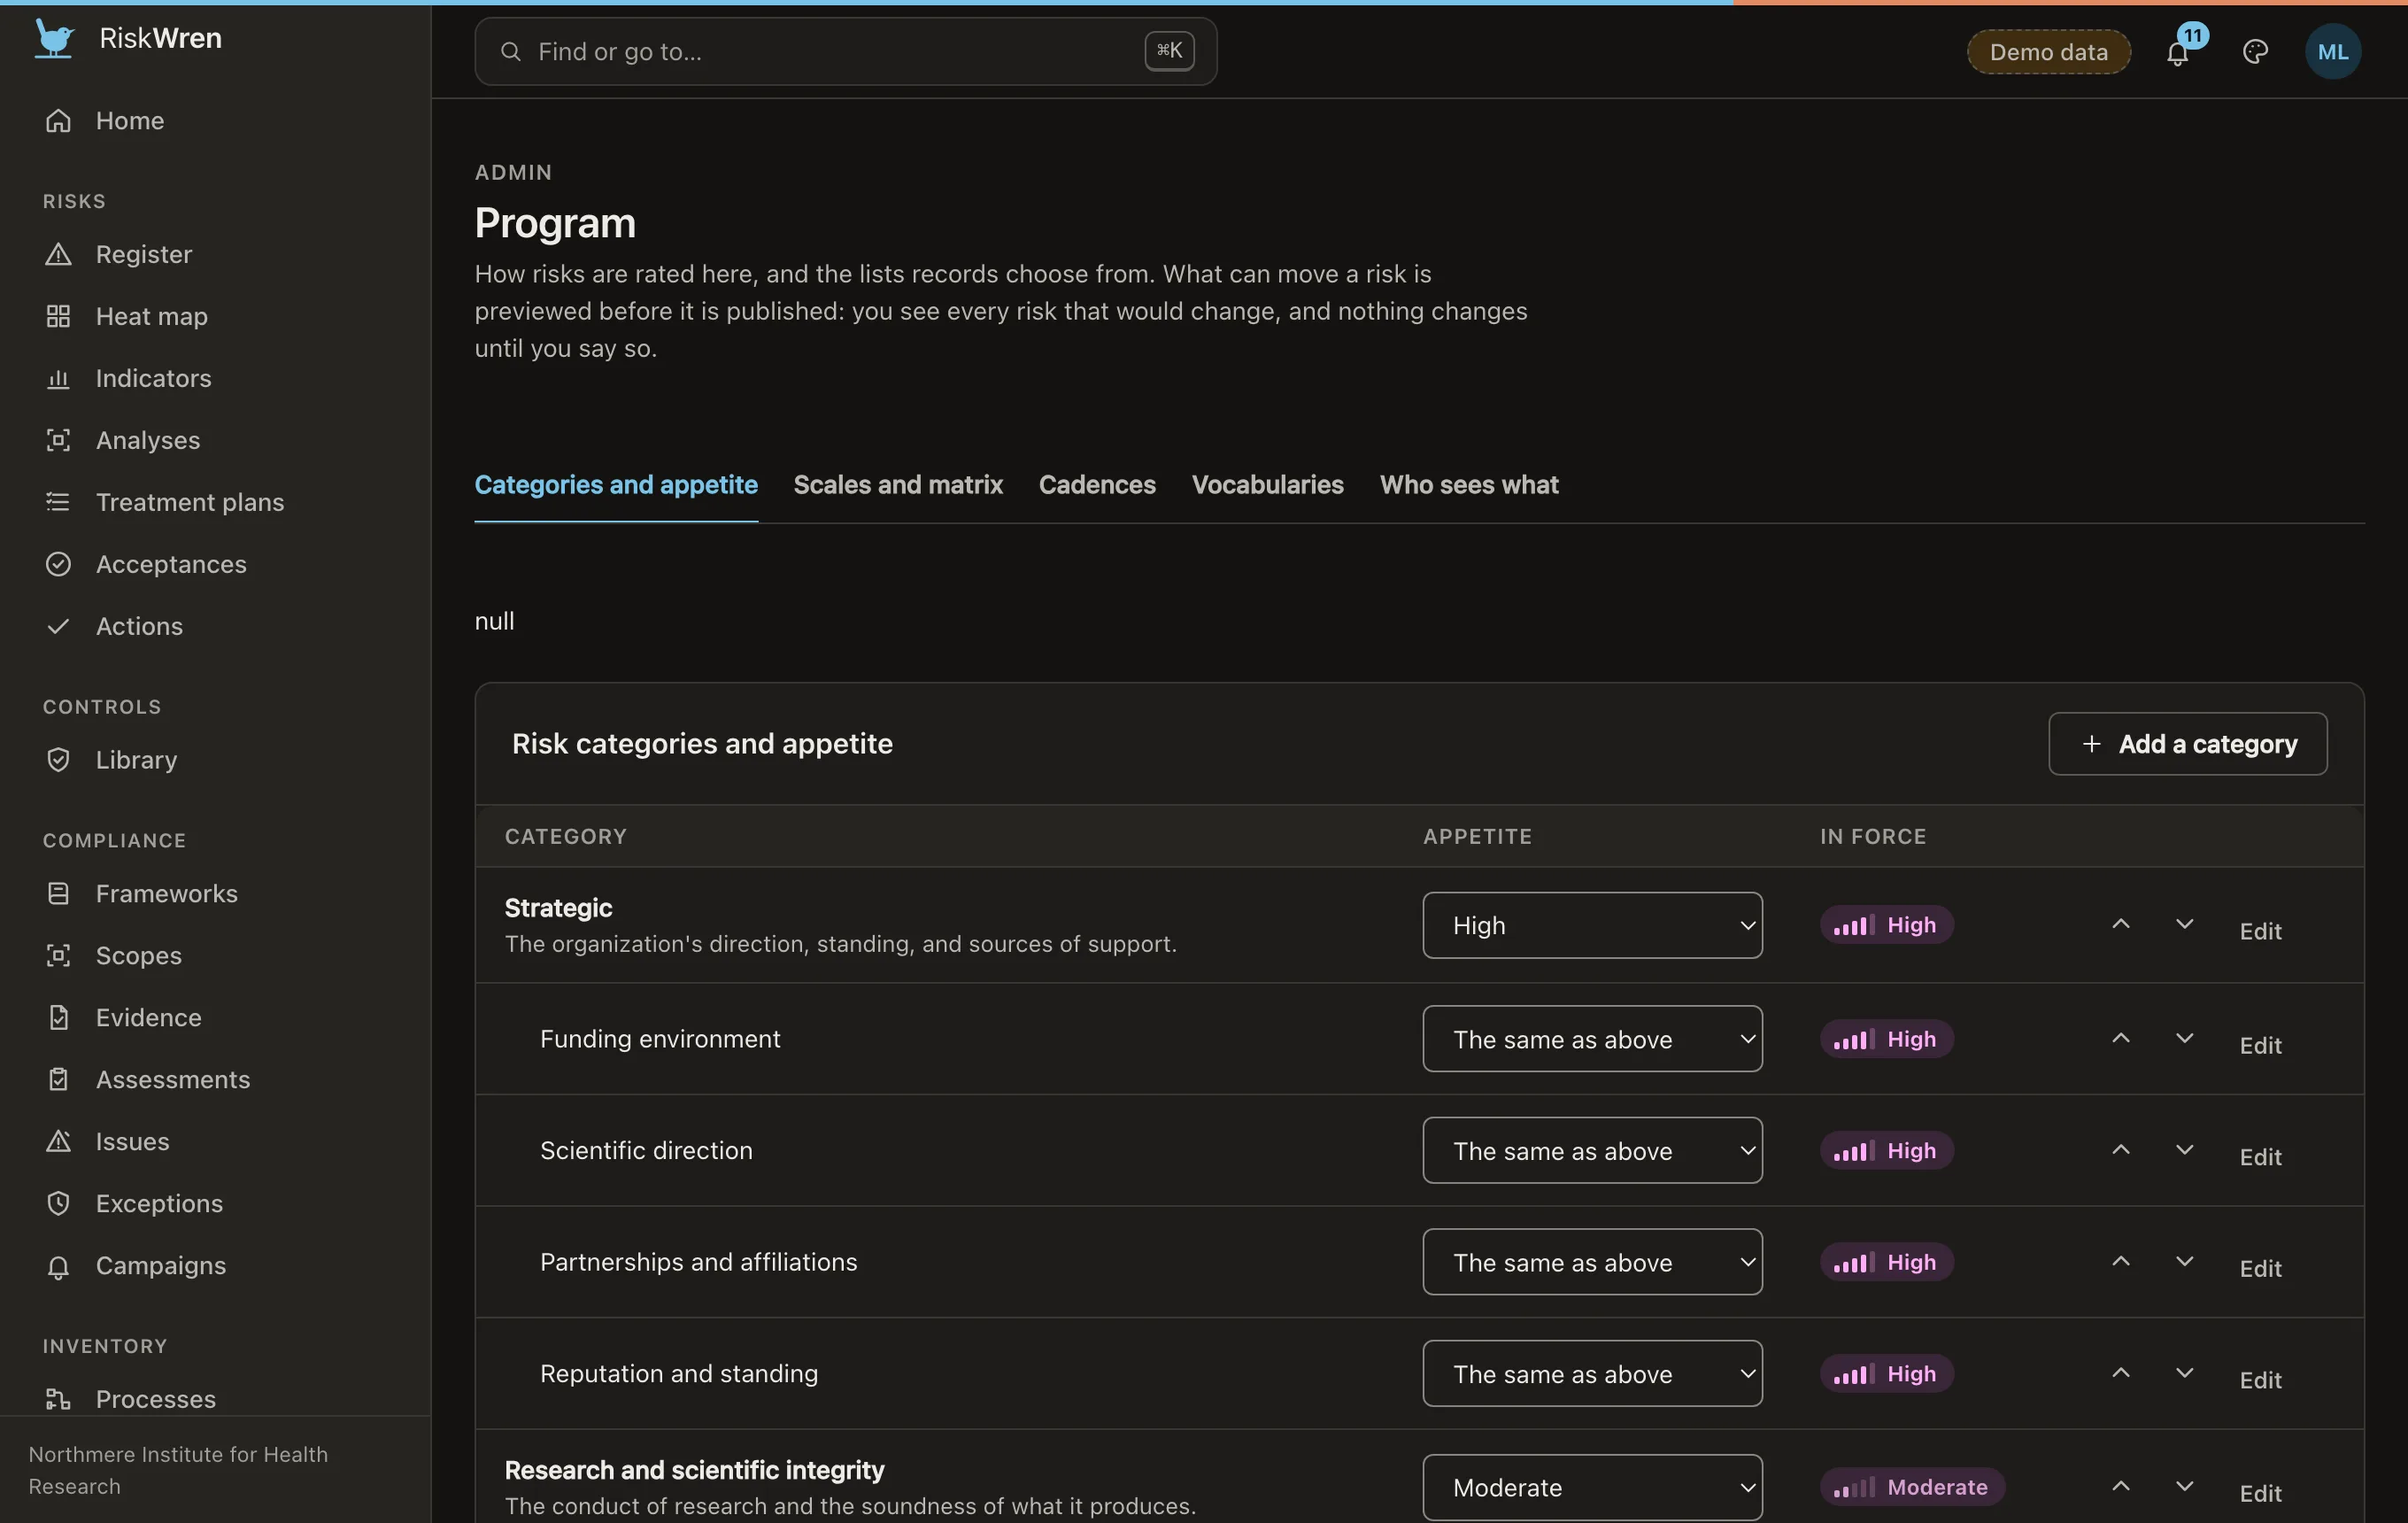 RiskWren
Find or go to...
⌘K
Demo data
11
ML
Home
RISKS
Register
Heat map
Indicators
Analyses
Treatment plans
Acceptances
Actions
CONTROLS
Library
COMPLIANCE
Frameworks
Scopes
Evidence
Assessments
Issues
Exceptions
Campaigns
INVENTORY
Processes
Northmere Institute for Health
Research
ADMIN
Program
How risks are rated here, and the lists records choose from. What can move a risk is
previewed before it is published: you see every risk that would change, and nothing changes
until you say so.
Categories and appetite Scales and matrix Cadences Vocabularies Who sees what
null
Risk categories and appetite
+ Add a category
CATEGORY APPETITE IN FORCE
Strategic
The organization's direction, standing, and sources of support.
High High Edit
Funding environment The same as above High Edit
Scientific direction The same as above High Edit
Partnerships and affiliations The same as above High Edit
Reputation and standing The same as above High Edit
Research and scientific integrity
The conduct of research and the soundness of what it produces.
Moderate Moderate Edit